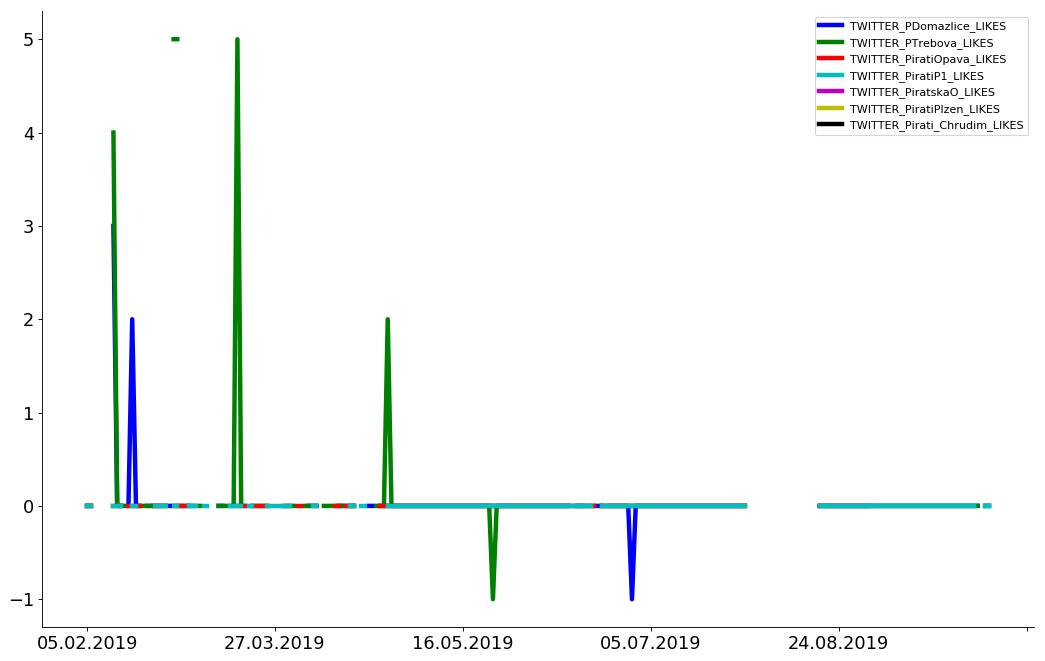 5
4
3
2
1
0
−1
05.02.2019
27.03.2019
16.05.2019
05.07.2019
24.08.2019
TWITTER_PDomazlice_LIKES
TWITTER_PTrebova_LIKES
TWITTER_PiratiOpava_LIKES
TWITTER_PiratiP1_LIKES
TWITTER_PiratskaO_LIKES
TWITTER_PiratiPlzen_LIKES
TWITTER_Pirati_Chrudim_LIKES